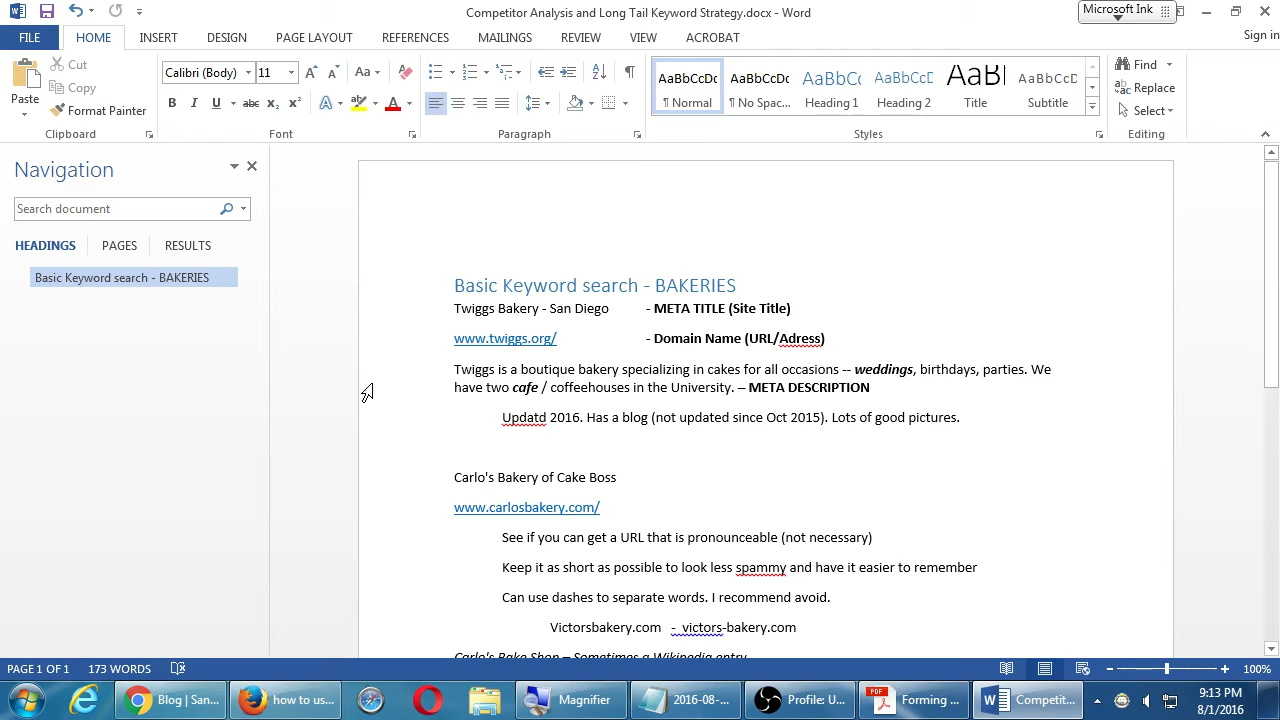 Competitor Analysis and Long Tail Keyword Strategy.docx - Word
Microsoft Ink
FILE HOME INSERT DESIGN PAGE LAYOUT REFERENCES MAILINGS REVIEW VIEW ACROBAT
Sign in
Paste
Cut
Copy
Format Painter
Clipboard
Calibri (Body) 11
Font
Paragraph
¶ Normal
¶ No Spac...
Heading 1
Heading 2
Title
Subtitle
Styles
Find
Replace
Select
Editing
Navigation
Search document
HEADINGS PAGES RESULTS
Basic Keyword search - BAKERIES
Basic Keyword search - BAKERIES
Twiggs Bakery - San Diego - META TITLE (Site Title)
www.twiggs.org/ - Domain Name (URL/Adress)
Twiggs is a boutique bakery specializing in cakes for all occasions -- weddings, birthdays, parties. We
have two cafe / coffeehouses in the University. – META DESCRIPTION
Updatd 2016. Has a blog (not updated since Oct 2015). Lots of good pictures.
Carlo's Bakery of Cake Boss
www.carlosbakery.com/
See if you can get a URL that is pronounceable (not necessary)
Keep it as short as possible to look less spammy and have it easier to remember
Can use dashes to separate words. I recommend avoid.
Victorsbakery.com - victors-bakery.com
Carlo's Bake Shop – Sometimes a Wikipedia entry
PAGE 1 OF 1 173 WORDS
100%
Blog | San...
how to us...
Magnifier
2016-08-...
Profile: U...
Forming ...
Competit...
9:13 PM
8/1/2016